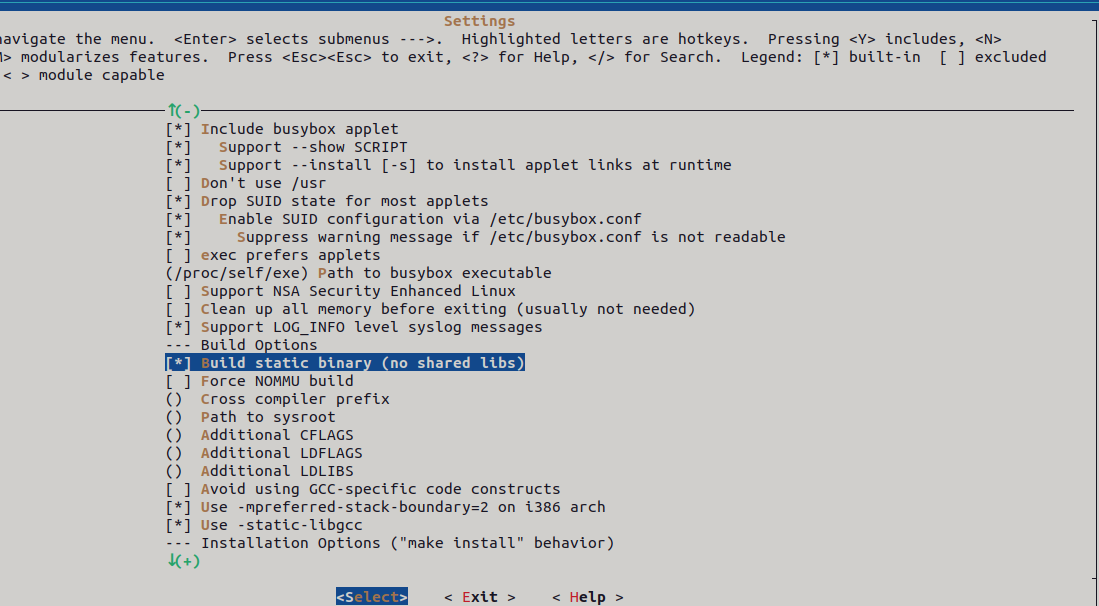 Settings
navigate the menu.  <Enter> selects submenus --->.  Highlighted letters are hotkeys.  Pressing <Y> includes, <N>
> modularizes features.  Press <Esc><Esc> to exit, <?> for Help, </> for Search.  Legend: [*] built-in  [ ] excluded
< > module capable
↑(-)
[*] Include busybox applet
[*]   Support --show SCRIPT
[*]   Support --install [-s] to install applet links at runtime
[ ] Don't use /usr
[*] Drop SUID state for most applets
[*]   Enable SUID configuration via /etc/busybox.conf
[*]     Suppress warning message if /etc/busybox.conf is not readable
[ ] exec prefers applets
(/proc/self/exe) Path to busybox executable
[ ] Support NSA Security Enhanced Linux
[ ] Clean up all memory before exiting (usually not needed)
[*] Support LOG_INFO level syslog messages
--- Build Options
[*] Build static binary (no shared libs)
[ ] Force NOMMU build
()  Cross compiler prefix
()  Path to sysroot
()  Additional CFLAGS
()  Additional LDFLAGS
()  Additional LDLIBS
[ ] Avoid using GCC-specific code constructs
[*] Use -mpreferred-stack-boundary=2 on i386 arch
[*] Use -static-libgcc
--- Installation Options ("make install" behavior)
↓(+)
<Select>    < Exit >    < Help >